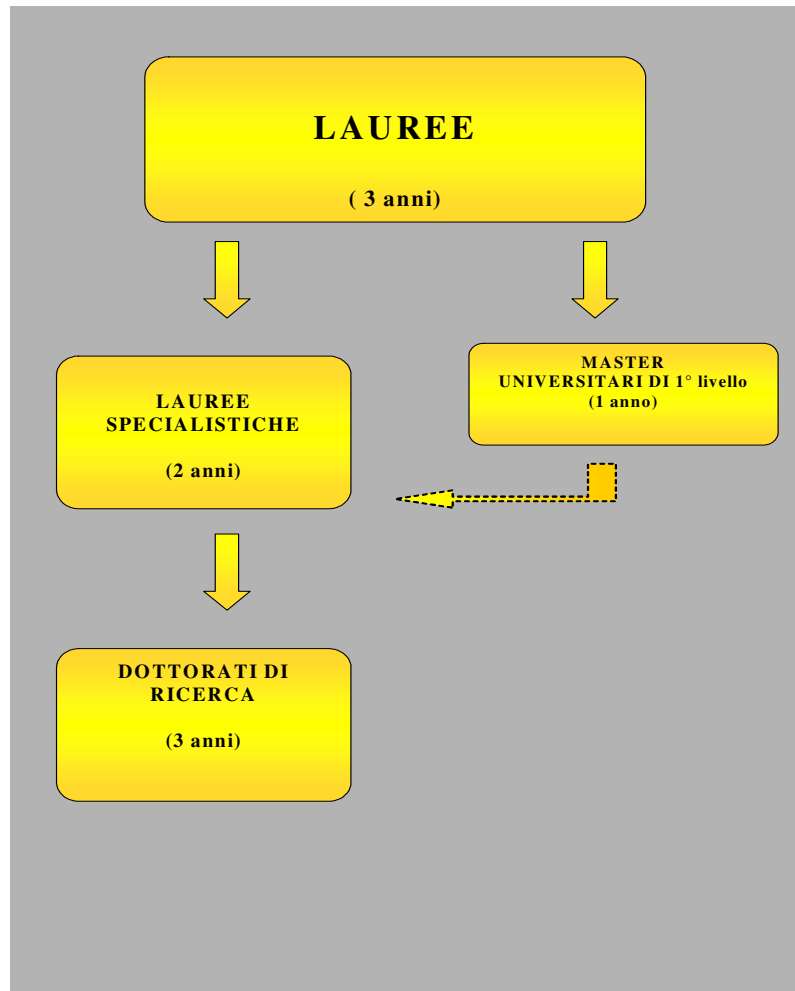 LAUREE
( 3 anni)
LAUREE
SPECIALISTICHE
(2 anni)
MASTER
UNIVERSITARI DI 1° livello
(1 anno)
DOTTORATI DI
RICERCA
(3 anni)